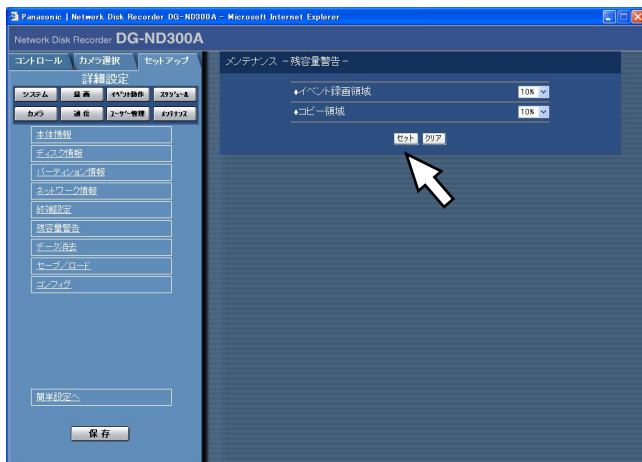 Panasonic | Network Disk Recorder DG-ND300A - Microsoft Internet Explorer
Network Disk Recorder DG-ND300A
コントロール カメラ選択 セットアップ
詳細設定
システム 録画 イベント動作 スケジュール
カメラ 通信 ユーザー管理 メンテナンス
本体情報
ディスク情報
パーティション情報
ネットワーク情報
終端設定
残容量警告
データ消去
セーブ/ロード
コンフィグ
簡単設定へ
保存
メンテナンス -残容量警告-
♦イベント録画領域 10%
♦コピー領域 10%
セット クリア